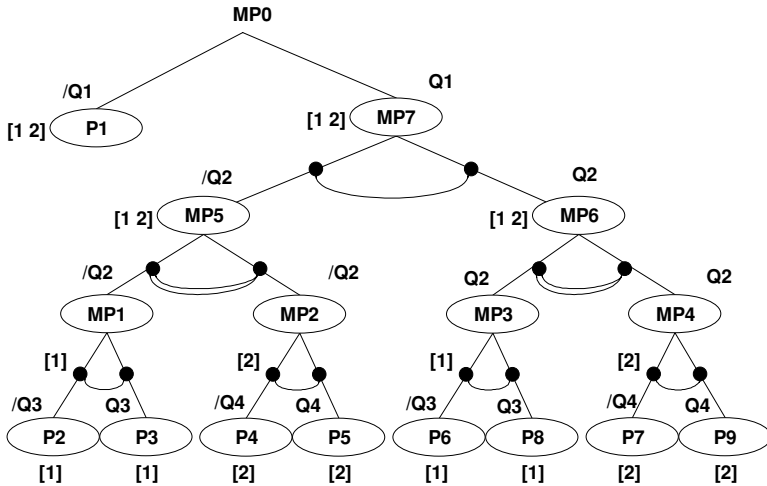 MP0
/Q1 Q1
[1 2] P1 [1 2] MP7
/Q2 Q2
[1 2] MP5 [1 2] MP6
/Q2 /Q2 Q2 Q2
MP1 MP2 MP3 MP4
[1] [2] [1] [2]
/Q3 Q3 /Q4 Q4 /Q3 Q3 /Q4 Q4
P2 P3 P4 P5 P6 P8 P7 P9
[1] [1] [2] [2] [1] [1] [2] [2]